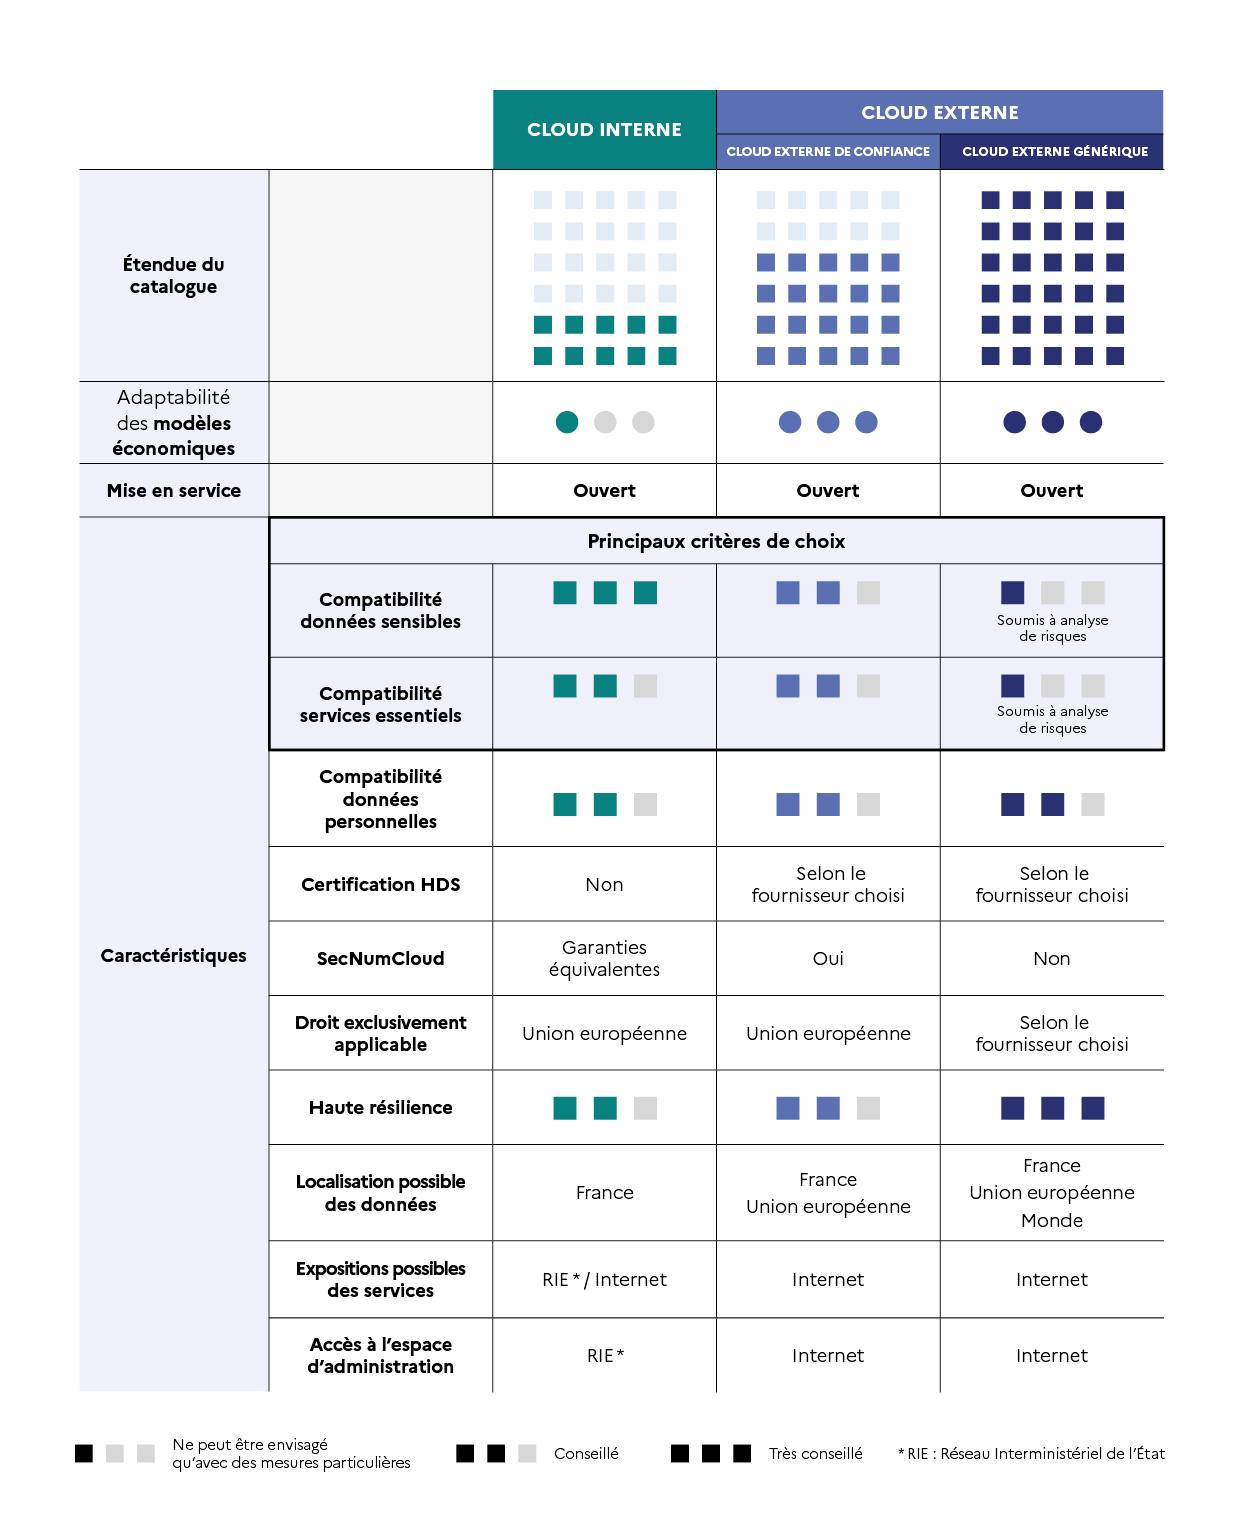 CLOUD INTERNE
CLOUD EXTERNE
CLOUD EXTERNE DE CONFIANCE
CLOUD EXTERNE GÉNÉRIQUE
Étendue du
catalogue
Adaptabilité
des modèles
économiques
Mise en service
Ouvert
Ouvert
Ouvert
Caractéristiques
Principaux critères de choix
Compatibilité
données sensibles
Soumis à analyse
de risques
Compatibilité
services essentiels
Soumis à analyse
de risques
Compatibilité
données
personnelles
Certification HDS
Non
Selon le
fournisseur choisi
Selon le
fournisseur choisi
SecNumCloud
Garanties
équivalentes
Oui
Non
Droit exclusivement
applicable
Union européenne
Union européenne
Selon le
fournisseur choisi
Haute résilience
Localisation possible
des données
France
France
Union européenne
France
Union européenne
Monde
Expositions possibles
des services
RIE * / Internet
Internet
Internet
Accès à l’espace
d’administration
RIE *
Internet
Internet
Ne peut être envisagé
qu’avec des mesures particulières
Conseillé
Très conseillé
* RIE : Réseau Interministériel de l’État